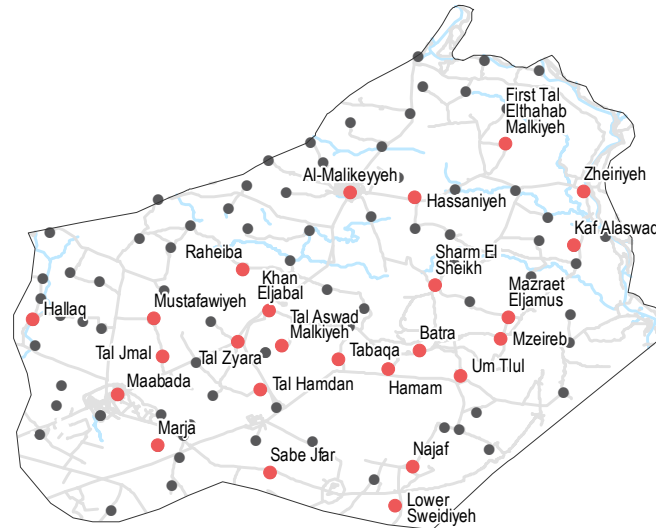 First Tal
Elthahab
Malkiyeh
Al-Malikeyyeh
Zheiriyeh
Hassaniyeh
Kaf Alaswad
Raheiba
Sharm El
Sheikh
Khan
Eljabal
Mazraet
Eljamus
Hallaq
Mustafawiyeh
Tal Aswad
Malkiyeh
Batra
Mzeireb
Tal Jmal
Tal Zyara
Tabaqa
Um Tlul
Maabada
Tal Hamdan
Hamam
Marja
Sabe Jfar
Najaf
Lower
Sweidiyeh